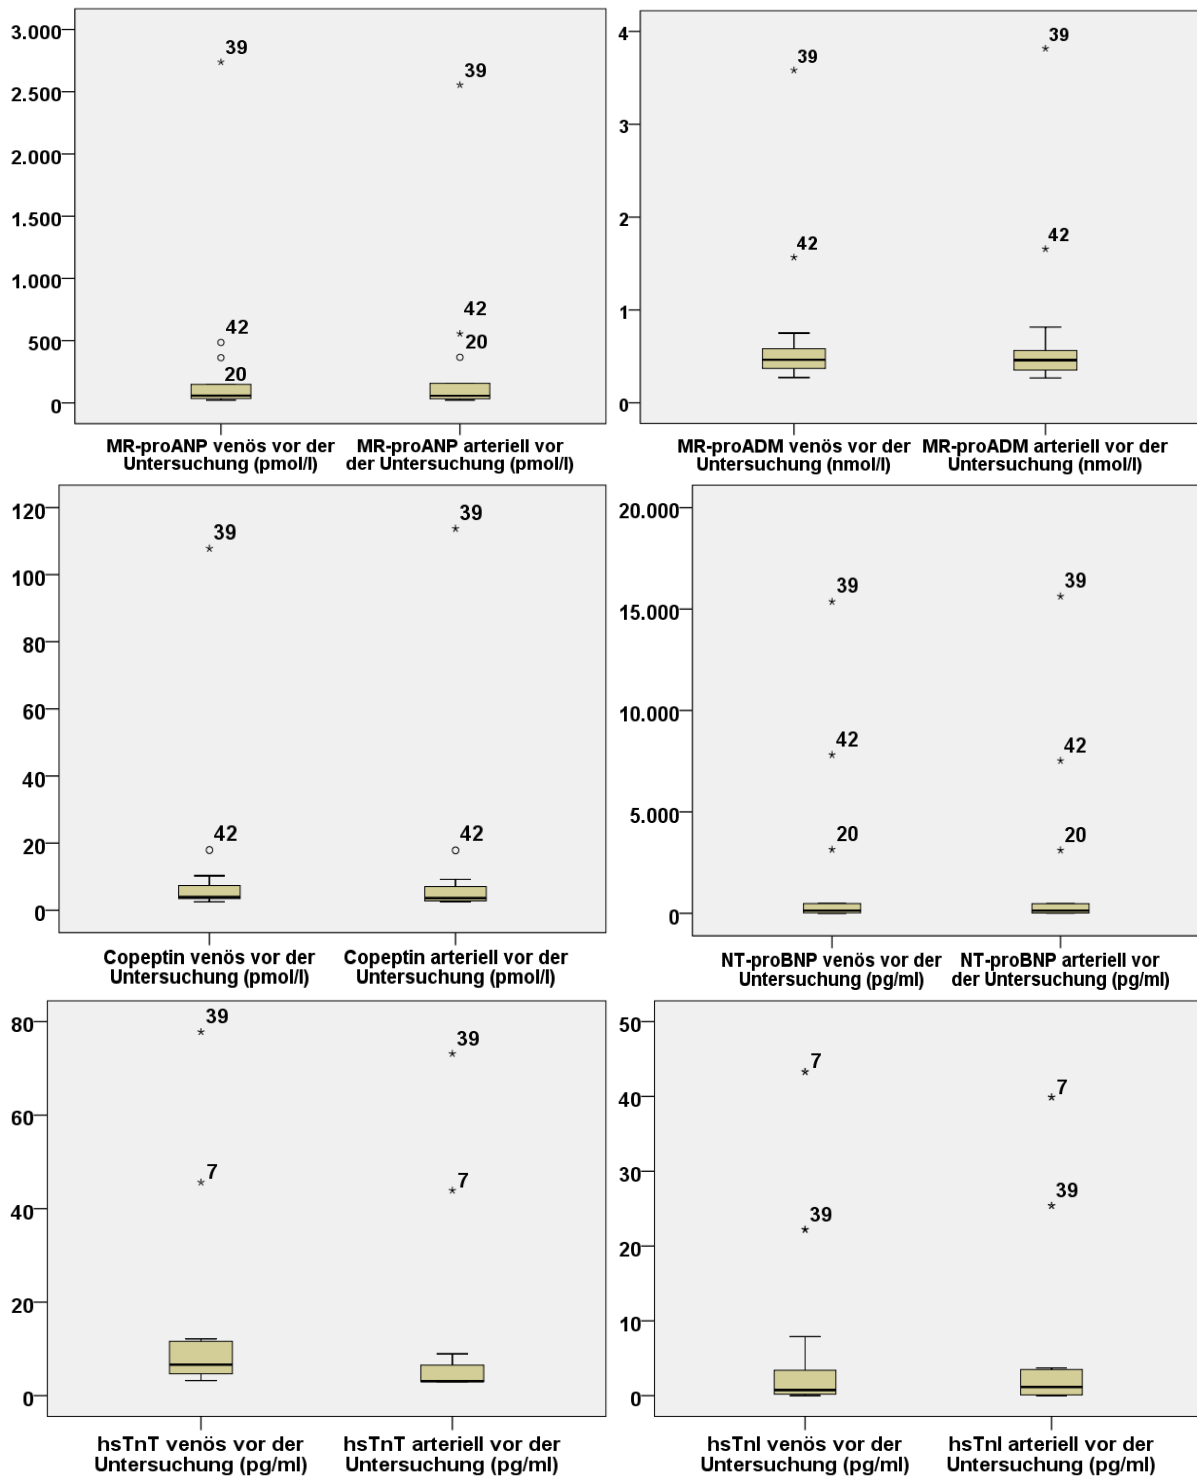 3.000
2.500
2.000
1.500
1.000
500
0
39
39
42
20
42
20
MR-proANP venös vor der
Untersuchung (pmol/l)
MR-proANP arteriell vor
der Untersuchung (pmol/l)
4
3
2
1
0
39
39
42
42
MR-proADM venös vor der
Untersuchung (nmol/l)
MR-proADM arteriell vor der
Untersuchung (nmol/l)
120
100
80
60
40
20
0
39
39
42
42
Copeptin venös vor der
Untersuchung (pmol/l)
Copeptin arteriell vor der
Untersuchung (pmol/l)
20.000
15.000
10.000
5.000
0
39
39
42
42
20
20
NT-proBNP venös vor der
Untersuchung (pg/ml)
NT-proBNP arteriell vor
der Untersuchung (pg/ml)
80
60
40
20
0
39
39
7
7
hsTnT venös vor der
Untersuchung (pg/ml)
hsTnT arteriell vor der
Untersuchung (pg/ml)
50
40
30
20
10
0
7
7
39
39
hsTnI venös vor der
Untersuchung (pg/ml)
hsTnI arteriell vor der
Untersuchung (pg/ml)